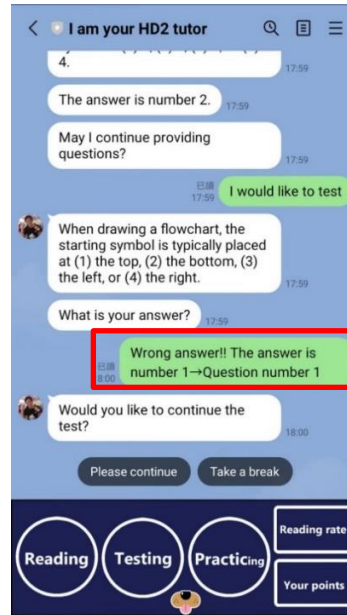 I am your HD2 tutor
4.
17:59
The answer is number 2.
17:59
May I continue providing
questions?
17:59
已讀
17:59
I would like to test
When drawing a flowchart, the
starting symbol is typically placed
at (1) the top, (2) the bottom, (3)
the left, or (4) the right.
17:59
What is your answer?
17:59
Wrong answer!! The answer is
number 1→Question number 1
已讀
8:00
Would you like to continue the
test?
18:00
Please continue
Take a break
Reading
Testing
Practicing
Reading rate
Your points